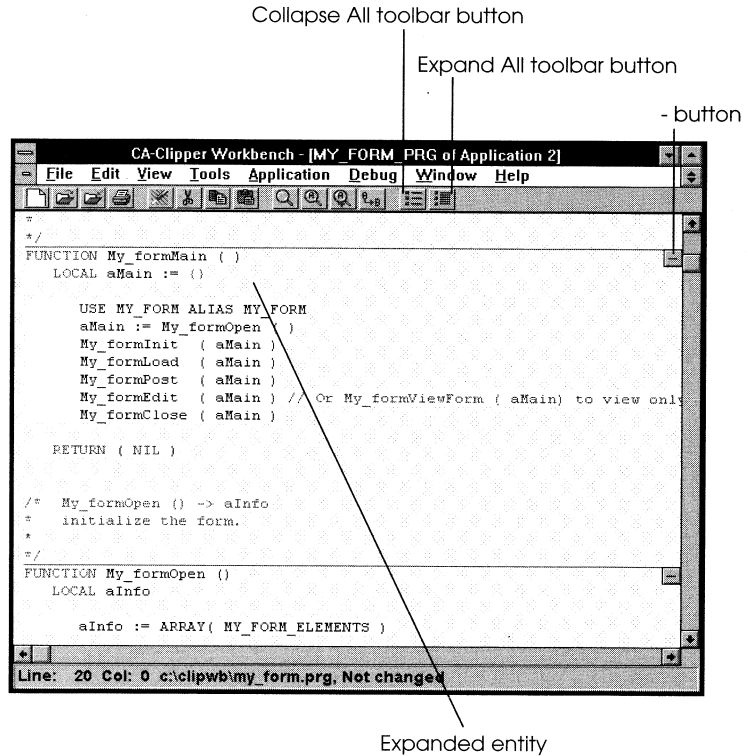 Collapse All toolbar button
Expand All toolbar button
- button
CA-Clipper Workbench - [MY_FORM_PRG of Application 2]
File Edit View Tools Application Debug Window Help
*
*/
FUNCTION My_formMain ( )
LOCAL aMain := ()
USE MY_FORM ALIAS MY_FORM
aMain := My_formOpen ( )
My_formInit ( aMain )
My_formLoad ( aMain )
My_formPost ( aMain )
My_formEdit ( aMain ) // Or My_formViewForm ( aMain) to view only
My_formClose ( aMain )
RETURN ( NIL )
/* My_formOpen () -> aInfo
* initialize the form.
*
*/
FUNCTION My_formOpen ()
LOCAL aInfo
aInfo := ARRAY( MY_FORM_ELEMENTS )
Line: 20 Col: 0 c:\clipwb\my_form.prg, Not changed
Expanded entity